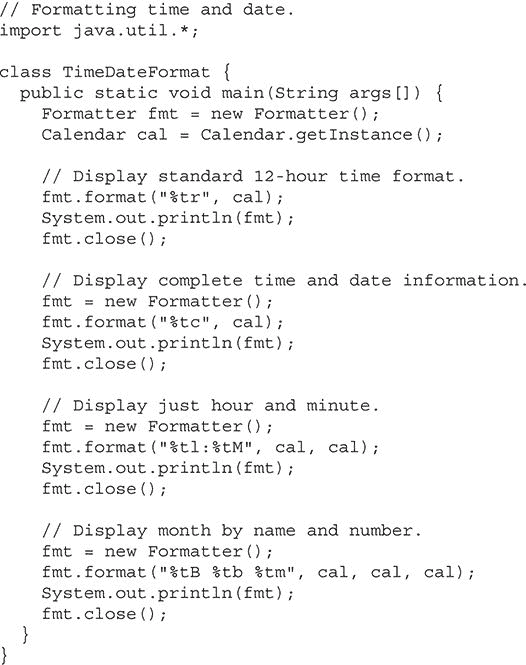 // Formatting time and date.
import java.util.*;

class TimeDateFormat {
  public static void main(String args[]) {
    Formatter fmt = new Formatter();
    Calendar cal = Calendar.getInstance();

    // Display standard 12-hour time format.
    fmt.format("%tr", cal);
    System.out.println(fmt);
    fmt.close();

    // Display complete time and date information.
    fmt = new Formatter();
    fmt.format("%tc", cal);
    System.out.println(fmt);
    fmt.close();

    // Display just hour and minute.
    fmt = new Formatter();
    fmt.format("%tl:%tM", cal, cal);
    System.out.println(fmt);
    fmt.close();

    // Display month by name and number.
    fmt = new Formatter();
    fmt.format("%tB %tb %tm", cal, cal, cal);
    System.out.println(fmt);
    fmt.close();
  }
}